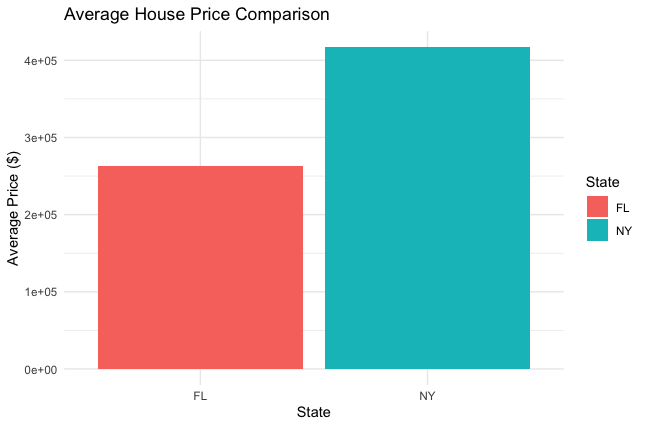 Average House Price Comparison
Average Price ($)
4e+05
3e+05
2e+05
1e+05
0e+00
FL
NY
State
State
FL
NY